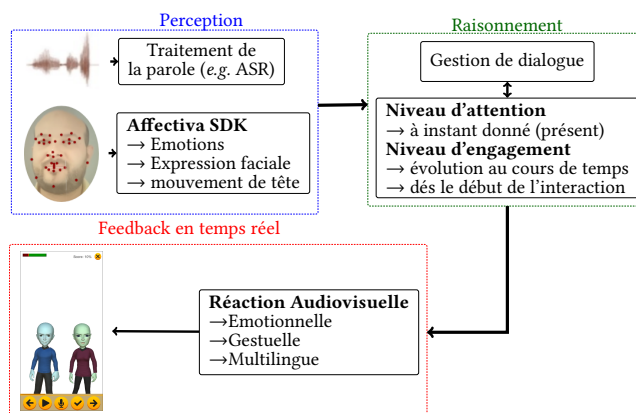 Perception
Traitement de
la parole (e.g. ASR)
Affectiva SDK
→ Emotions
→ Expression faciale
→ mouvement de tête
Raisonnement
Gestion de dialogue
Niveau d'attention
→ à instant donné (présent)
Niveau d'engagement
→ évolution au cours de temps
→ dés le début de l'interaction
Feedback en temps réel
Réaction Audiovisuelle
→Emotionnelle
→Gestuelle
→Multilingue